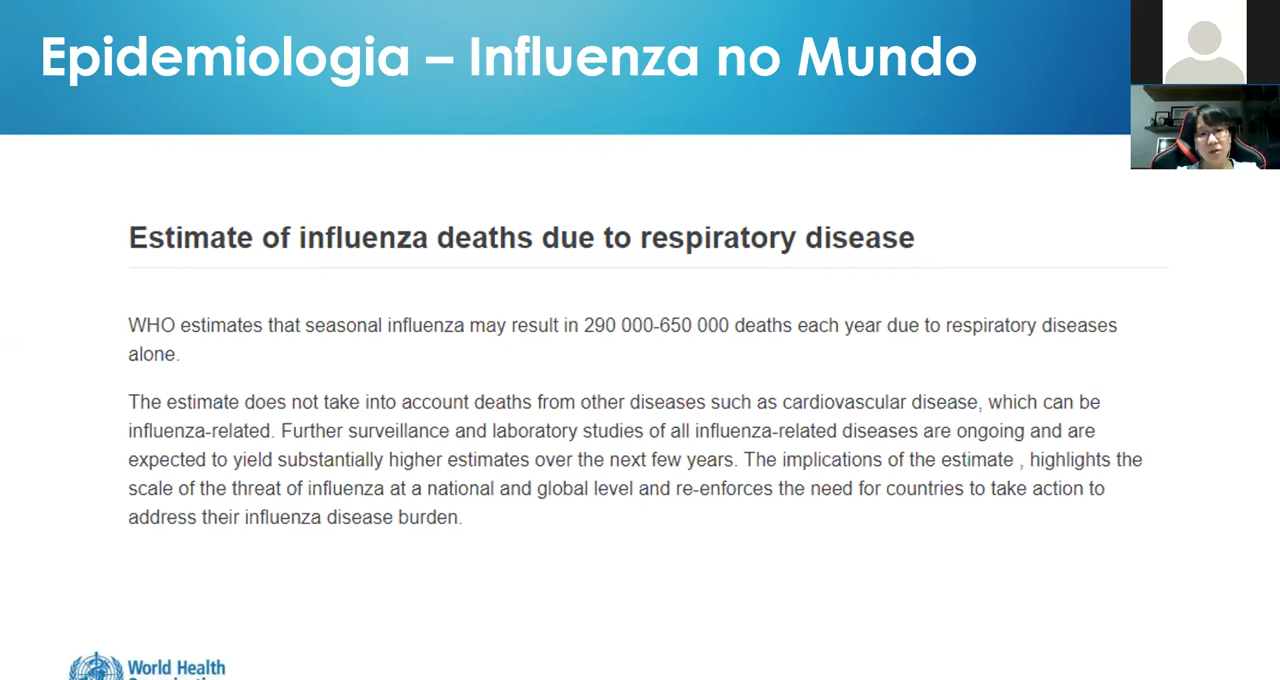 Epidemiologia – Influenza no Mundo
Estimate of influenza deaths due to respiratory disease
WHO estimates that seasonal influenza may result in 290 000-650 000 deaths each year due to respiratory diseases
alone.
The estimate does not take into account deaths from other diseases such as cardiovascular disease, which can be
influenza-related. Further surveillance and laboratory studies of all influenza-related diseases are ongoing and are
expected to yield substantially higher estimates over the next few years. The implications of the estimate , highlights the
scale of the threat of influenza at a national and global level and re-enforces the need for countries to take action to
address their influenza disease burden.
World Health